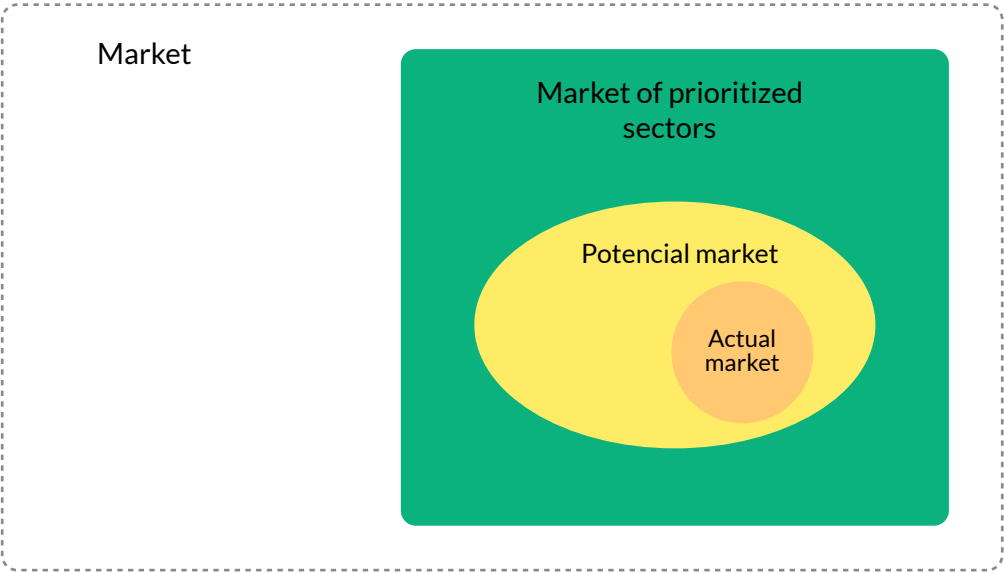 Market
Market of prioritized
sectors
Potencial market
Actual
market